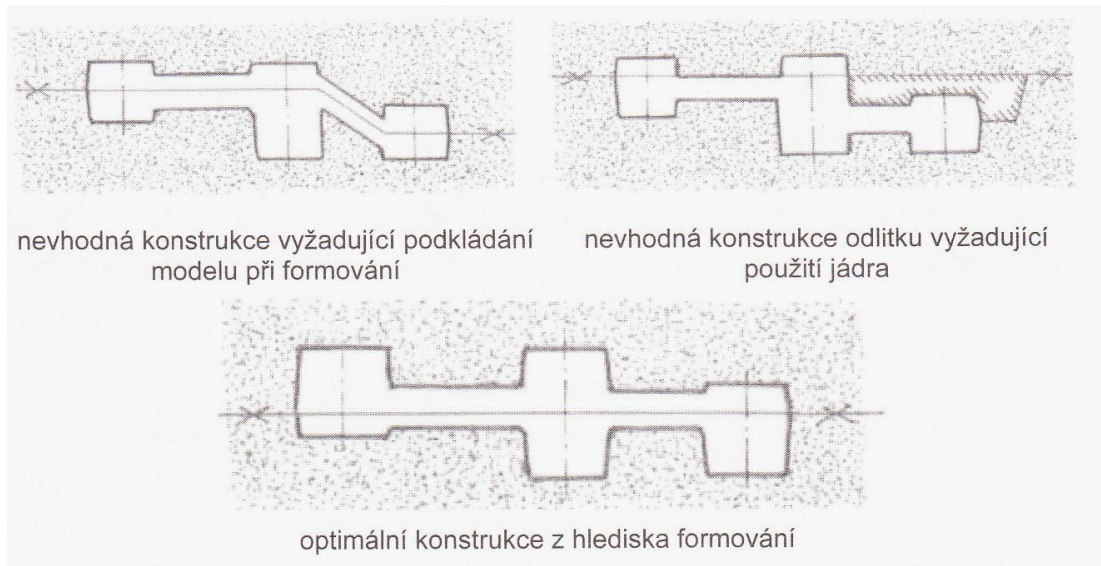 nevhodná konstrukce vyžadující podkládání
modelu při formování
nevhodná konstrukce odlitku vyžadující
použití jádra
optimální konstrukce z hlediska formování